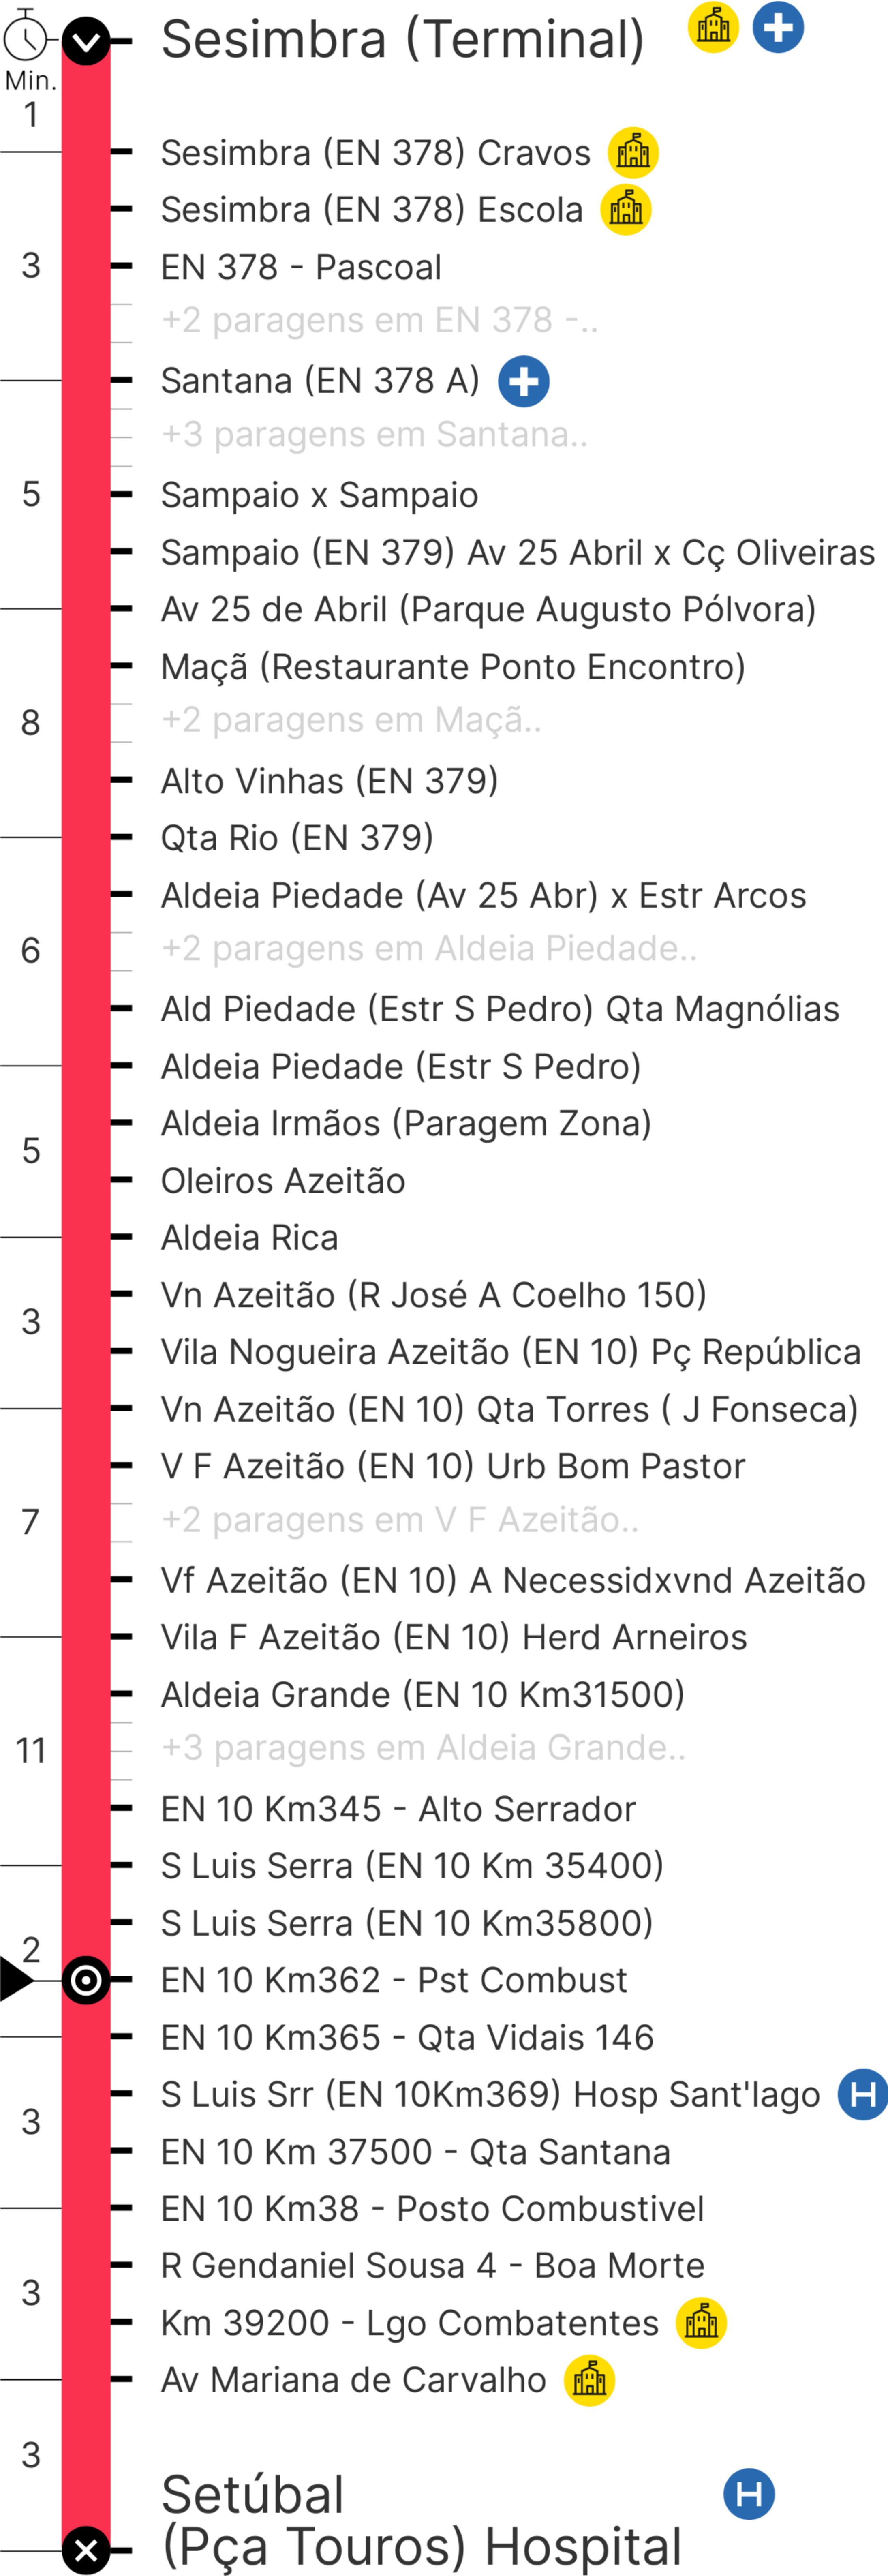 Sesimbra (Terminal)
Min.
1
Sesimbra (EN 378) Cravos
Sesimbra (EN 378) Escola
3
EN 378 - Pascoal
+2 paragens em EN 378 -..
Santana (EN 378 A)
+3 paragens em Santana..
5
Sampaio x Sampaio
Sampaio (EN 379) Av 25 Abril x Cç Oliveiras
Av 25 de Abril (Parque Augusto Pólvora)
Maçã (Restaurante Ponto Encontro)
8
+2 paragens em Maçã..
Alto Vinhas (EN 379)
Qta Rio (EN 379)
Aldeia Piedade (Av 25 Abr) x Estr Arcos
6
+2 paragens em Aldeia Piedade..
Ald Piedade (Estr S Pedro) Qta Magnólias
Aldeia Piedade (Estr S Pedro)
Aldeia Irmãos (Paragem Zona)
5
Oleiros Azeitão
Aldeia Rica
Vn Azeitão (R José A Coelho 150)
3
Vila Nogueira Azeitão (EN 10) Pç República
Vn Azeitão (EN 10) Qta Torres ( J Fonseca)
V F Azeitão (EN 10) Urb Bom Pastor
7
+2 paragens em V F Azeitão..
Vf Azeitão (EN 10) A Necessidxvnd Azeitão
Vila F Azeitão (EN 10) Herd Arneiros
Aldeia Grande (EN 10 Km31500)
11
+3 paragens em Aldeia Grande..
EN 10 Km345 - Alto Serrador
S Luis Serra (EN 10 Km 35400)
S Luis Serra (EN 10 Km35800)
2
EN 10 Km362 - Pst Combust
EN 10 Km365 - Qta Vidais 146
S Luis Srr (EN 10Km369) Hosp Sant'Iago H
3
EN 10 Km 37500 - Qta Santana
EN 10 Km38 - Posto Combustivel
R Gendaniel Sousa 4 - Boa Morte
3
Km 39200 - Lgo Combatentes
Av Mariana de Carvalho
3
Setúbal H
(Pça Touros) Hospital